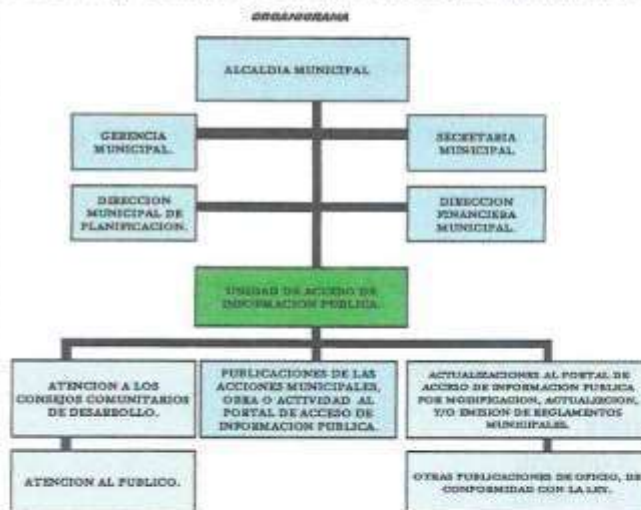 ORGANIGRAMA
ALCALDIA MUNICIPAL
GERENCIA
MUNICIPAL.
SECRETARIA
MUNICIPAL.
DIRECCION
MUNICIPAL DE
PLANIFICACION.
DIRECCION
FINANCIERA
MUNICIPAL.
UNIDAD DE ACCESO DE
INFORMACION PUBLICA.
ATENCION A LOS
CONSEJOS COMUNITARIOS
DE DESARROLLO.
PUBLICACIONES DE LAS
ACCIONES MUNICIPALES,
OBRA O ACTIVIDAD AL
PORTAL DE ACCESO DE
INFORMACION PUBLICA.
ACTUALIZACIONES AL PORTAL DE
ACCESO DE INFORMACION PUBLICA
POR MODIFICACION, ACTUALIZCION,
Y/O EMISION DE REGLAMENTOS
MUNICIPALES.
ATENCION AL PUBLICO.
OTRAS PUBLICACIONES DE OFICIO, DE
CONFORMIDAD CON LA LEY.